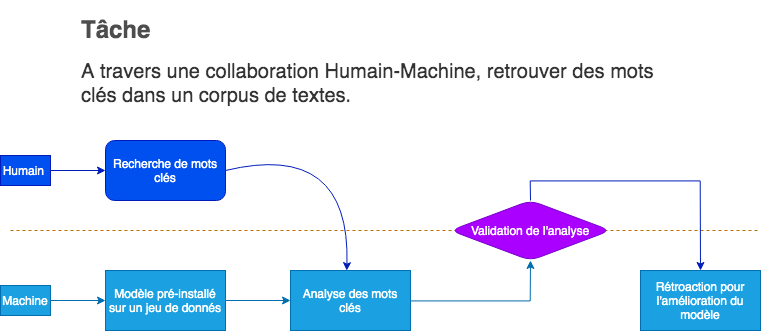 Tâche
A travers une collaboration Humain-Machine, retrouver des mots
clés dans un corpus de textes.
Humain
Recherche de mots
clés
Validation de l'analyse
Machine
Modèle pré-installé
sur un jeu de donnés
Analyse des mots
clés
Rétroaction pour
l'amélioration du
modèle